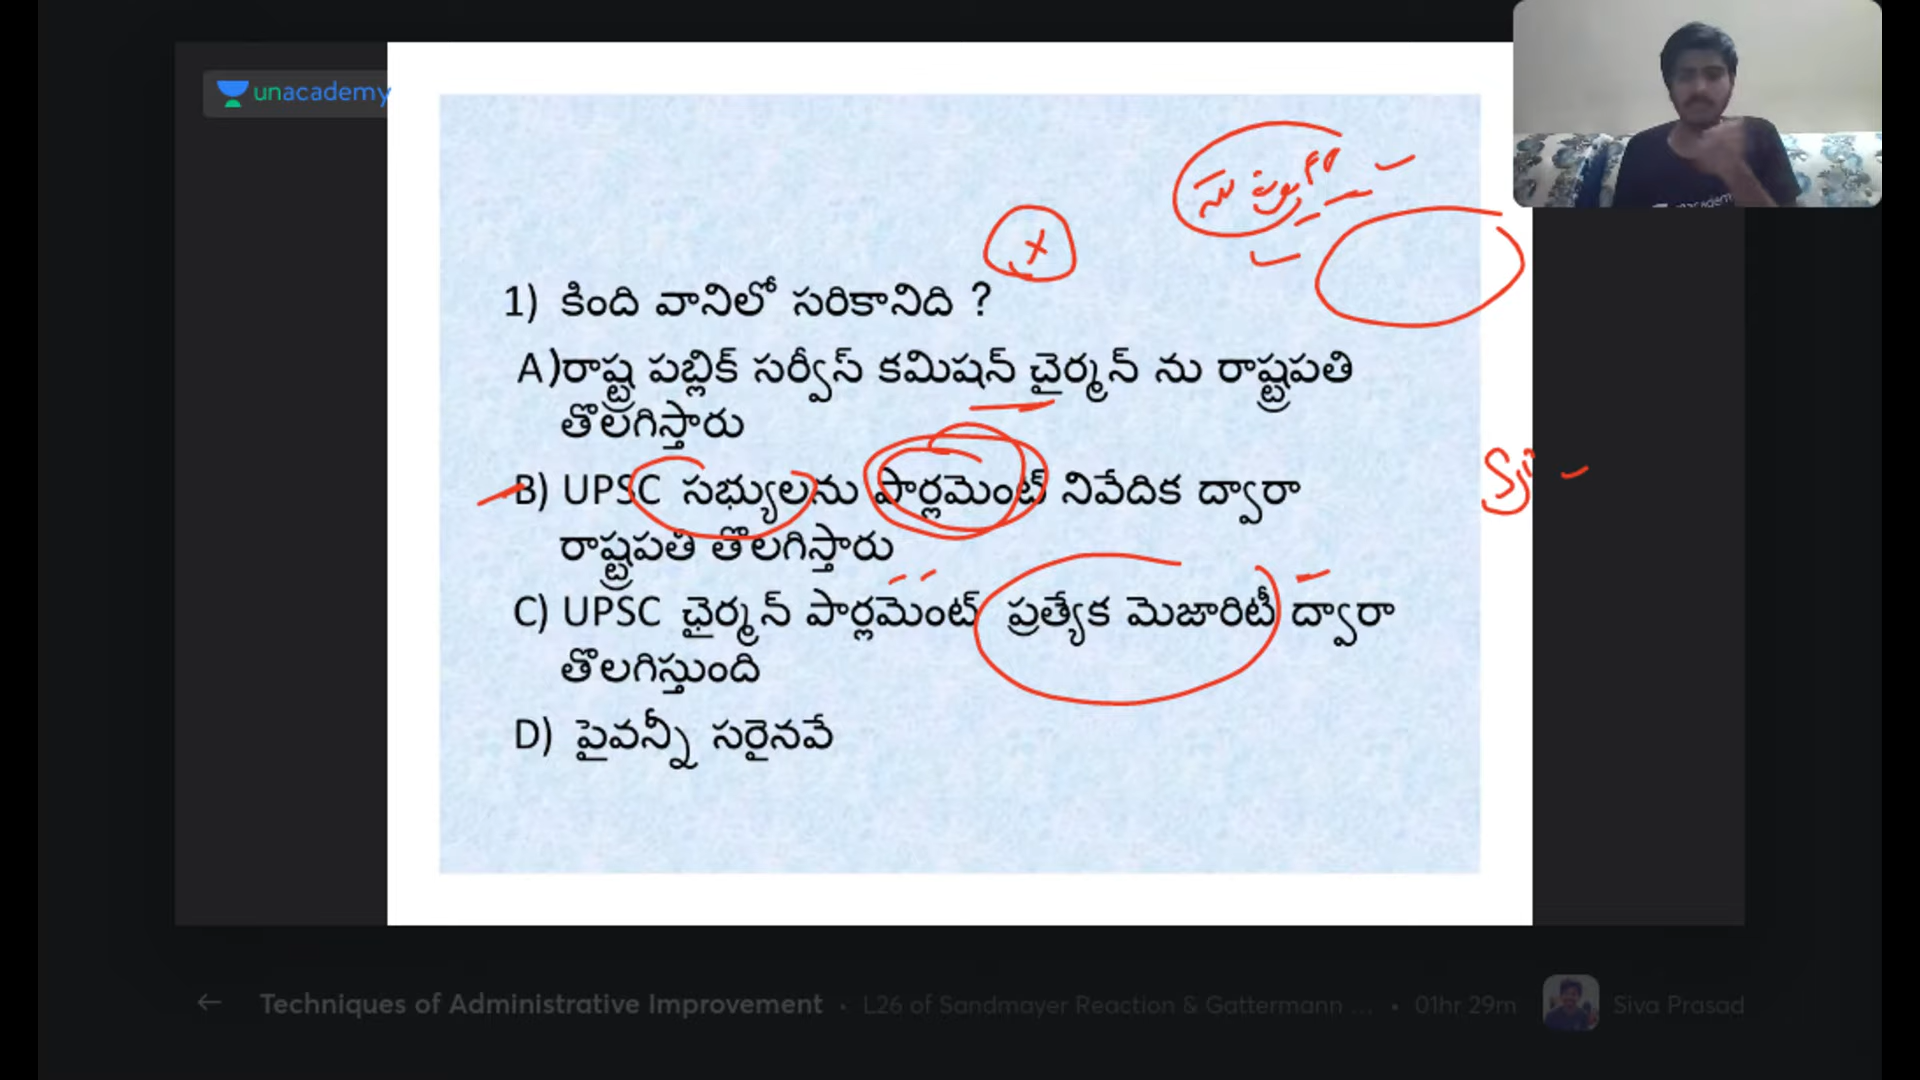 unacademy
1) కింది వానిలో సరికానిది ?
A)రాష్ట్ర పబ్లిక్ సర్వీస్ కమిషన్ చైర్మన్ ను రాష్ట్రపతి
తొలగిస్తారు
B) UPSC సభ్యులను పార్లమెంట్ నివేదిక ద్వారా
రాష్ట్రపతి తొలగిస్తారు
C) UPSC ఛైర్మన్ పార్లమెంట్ ప్రత్యేక మెజారిటీ ద్వారా
తొలగిస్తుంది
D) పైవన్నీ సరైనవే
Techniques of Administrative Improvement • L26 of Sandmayer Reaction & Gattermann ... • 01hr 29m Siva Prasad